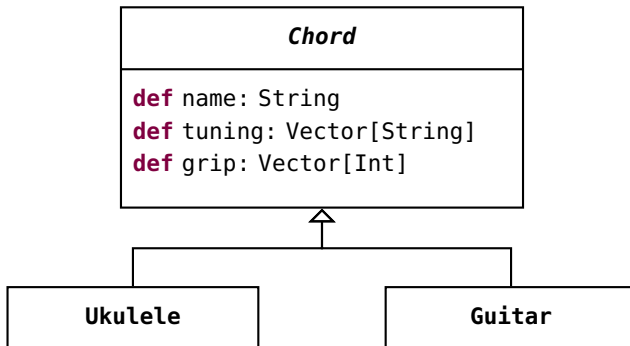 Chord
def name: String
def tuning: Vector[String]
def grip: Vector[Int]
Ukulele
Guitar